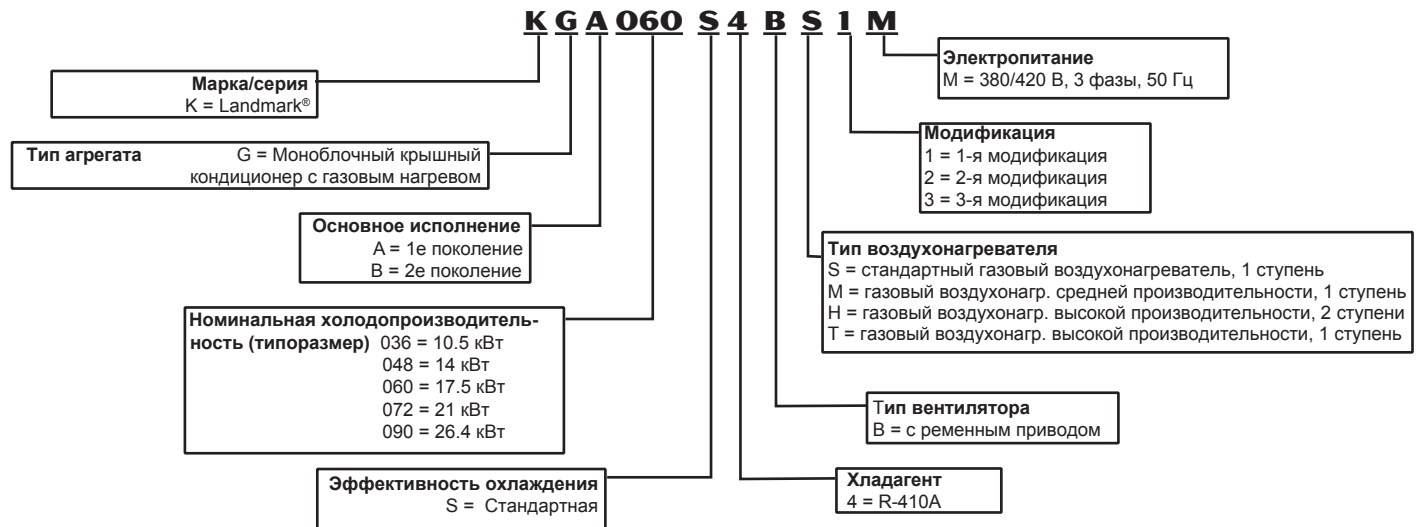 K G A 060 S 4 B S 1 M
Марка/серия
K = Landmark®
Тип агрегата G = Моноблочный крышный
кондиционер с газовым нагревом
Основное исполнение
A = 1е поколение
B = 2е поколение
Номинальная холодопроизводитель-
ность (типоразмер) 036 = 10.5 кВт
048 = 14 кВт
060 = 17.5 кВт
072 = 21 кВт
090 = 26.4 кВт
Эффективность охлаждения
S = Стандартная
Электропитание
M = 380/420 В, 3 фазы, 50 Гц
Модификация
1 = 1-я модификация
2 = 2-я модификация
3 = 3-я модификация
Тип воздухонагревателя
S = стандартный газовый воздухонагреватель, 1 ступень
M = газовый воздухонагр. средней производительности, 1 ступень
H = газовый воздухонагр. высокой производительности, 2 ступени
T = газовый воздухонагр. высокой производительности, 1 ступень
Тип вентилятора
B = с ременным приводом
Хладагент
4 = R-410A